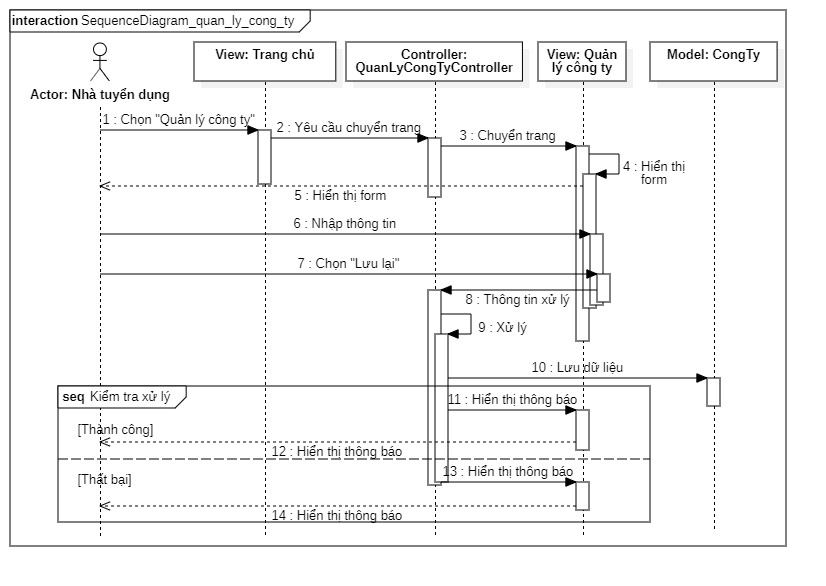 interaction SequenceDiagram_quan_ly_cong_ty
Actor: Nhà tuyển dụng
View: Trang chủ
Controller:
QuanLyCongTyController
View: Quản
lý công ty
Model: CongTy
1 : Chọn "Quản lý công ty"
2 : Yêu cầu chuyển trang
3 : Chuyển trang
4 : Hiển thị
form
5 : Hiển thị form
6 : Nhập thông tin
7 : Chọn "Lưu lại"
8 : Thông tin xử lý
9 : Xử lý
10 : Lưu dữ liệu
seq Kiểm tra xử lý
11 : Hiển thị thông báo
[Thành công]
12 : Hiển thị thông báo
13 : Hiển thị thông báo
[Thất bại]
14 : Hiển thị thông báo